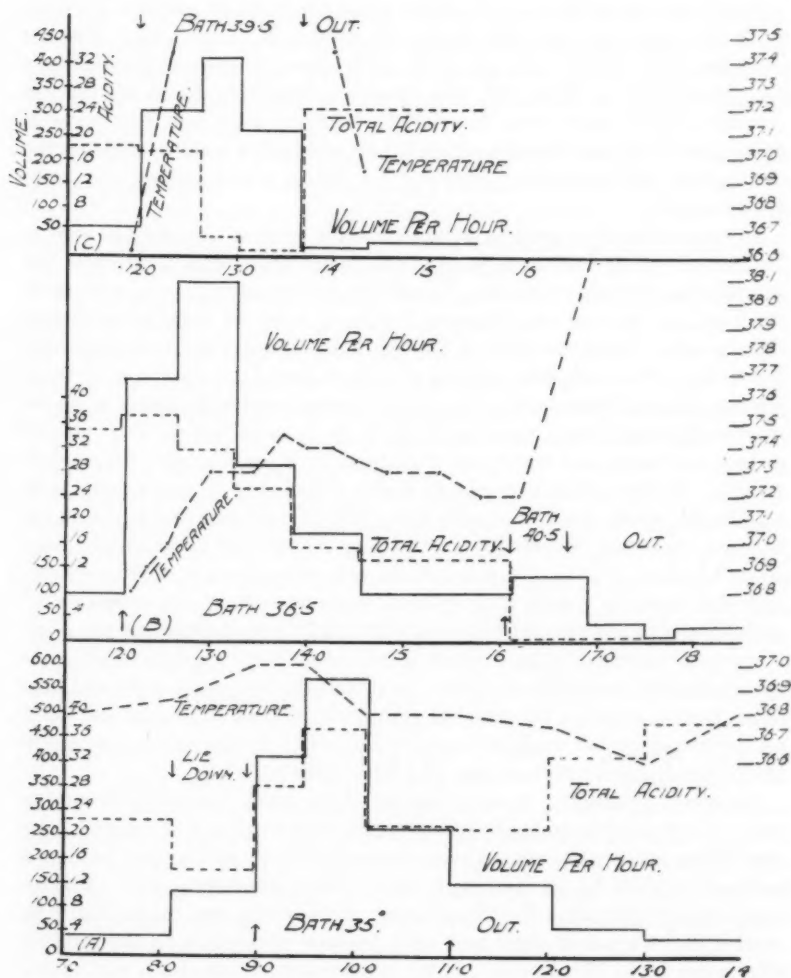 BATH 39.5 OUT.
450 37.5
400 32 37.4
350 28 37.3
300 24 37.2
250 20 37.1
200 16 37.0
150 12 36.9
100 8 36.8
50 36.7
36.6
VOLUME.
ACIDITY.
TEMPERATURE
TOTAL ACIDITY.
TEMPERATURE
VOLUME PER HOUR.
(C)
12.0 13.0 14 15 16
38.1
38.0
37.9
37.8
37.7
40 37.6
36 37.5
32 37.4
28 37.3
24 37.2
20 37.1
16 37.0
150 12 36.9
100 36.8
50 4
0
VOLUME PER HOUR.
TEMPERATURE.
TOTAL ACIDITY
BATH
40.5
OUT.
(B) BATH 36.5
12.0 13.0 14.0 15 16.0 17.0 18
600 37.0
550 36.9
500 40 36.8
450 36 36.7
400 32 36.6
350 28
300 24
250 20
200 16
150 12
100 8
50 4
0
TEMPERATURE
LIE
DOWN.
TOTAL ACIDITY.
VOLUME PER HOUR.
(A) BATH 35° OUT.
7.0 8.0 9.0 10.0 11.0 12.0 13.0 14